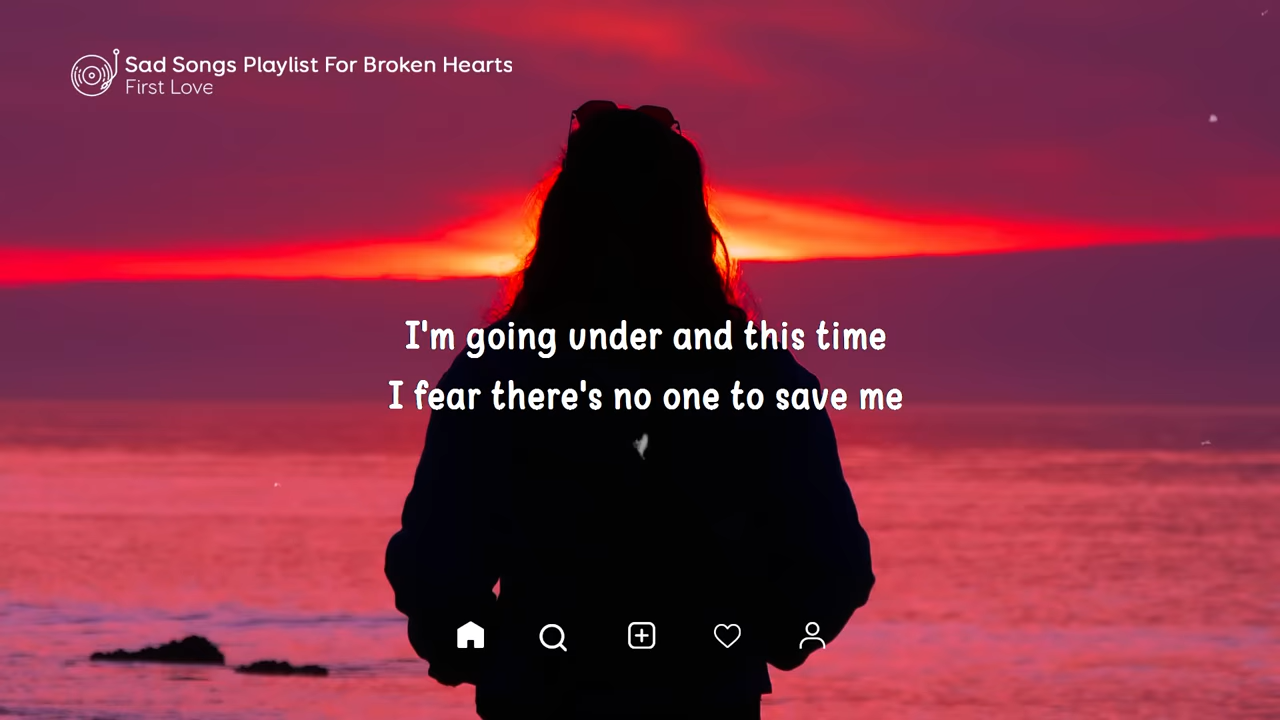 Sad Songs Playlist For Broken Hearts
First Love
I'm going under and this time
I fear there's no one to save me